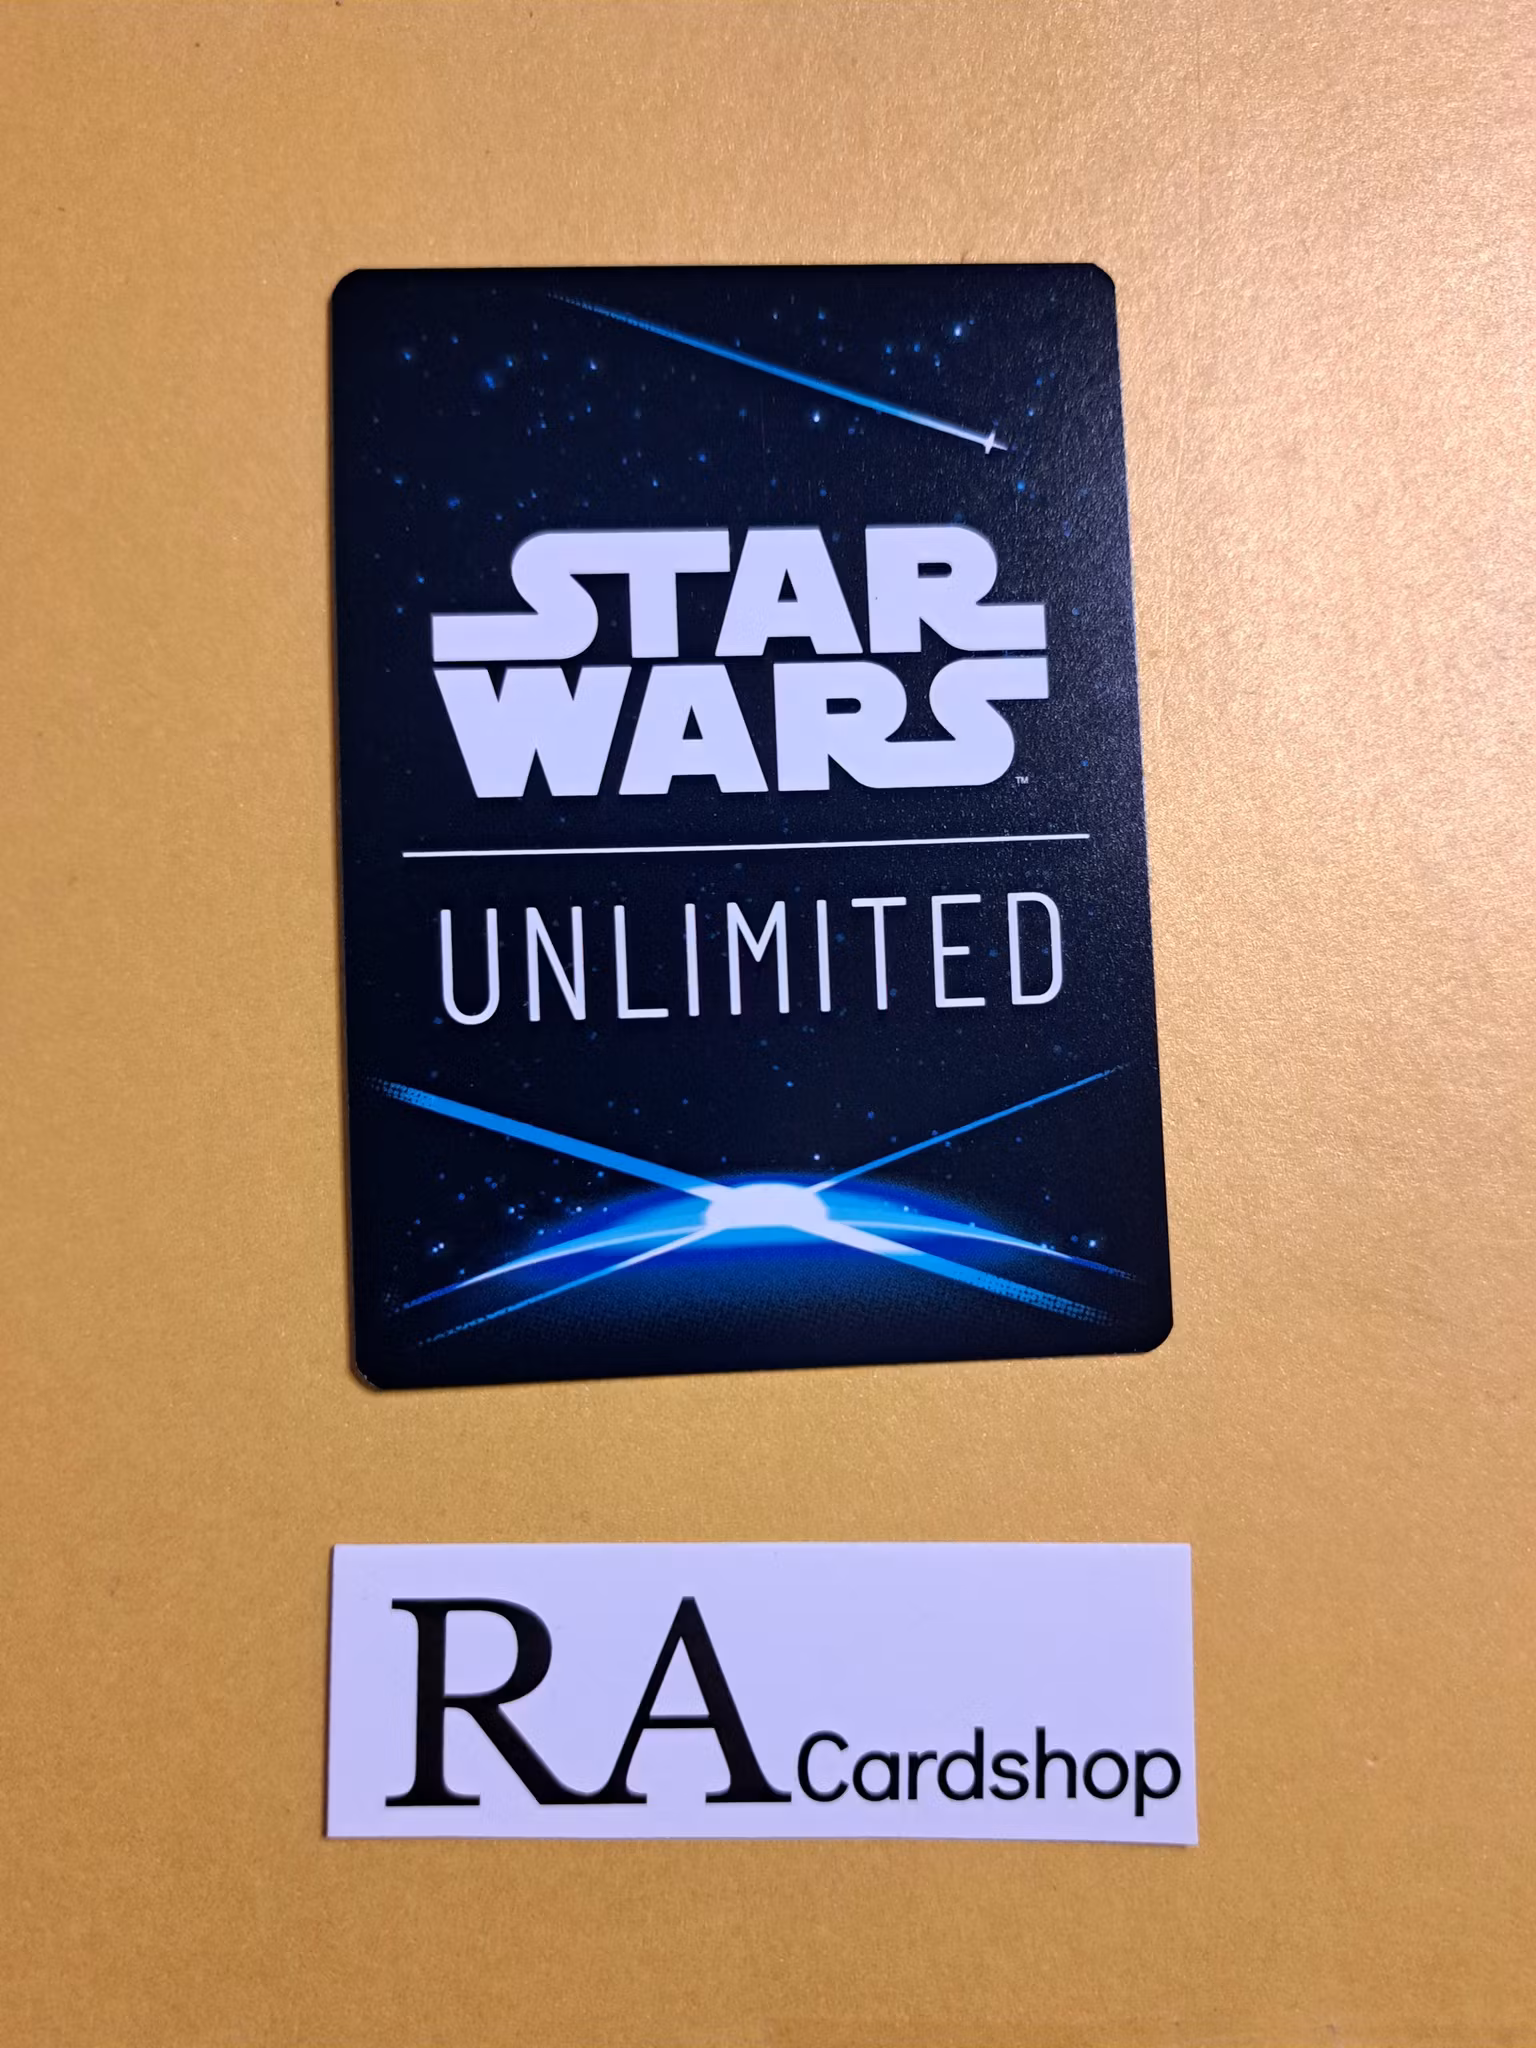 STAR
WARS ™
UNLIMITED
RA Cardshop